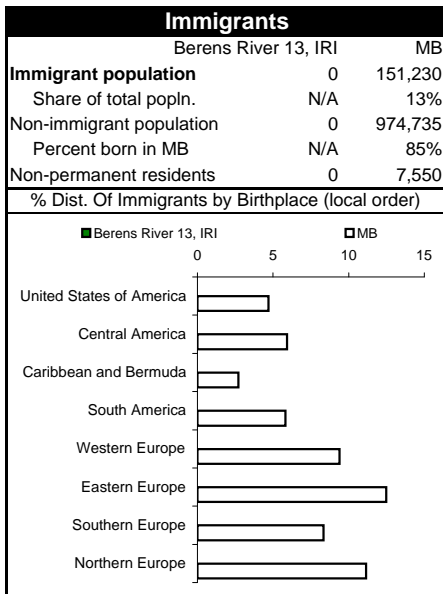 Immigrants
Berens River 13, IRI MB
Immigrant population 0 151,230
Share of total popln. N/A 13%
Non-immigrant population 0 974,735
Percent born in MB N/A 85%
Non-permanent residents 0 7,550
% Dist. Of Immigrants by Birthplace (local order)
Berens River 13, IRI MB
0 5 10 15
United States of America
Central America
Caribbean and Bermuda
South America
Western Europe
Eastern Europe
Southern Europe
Northern Europe